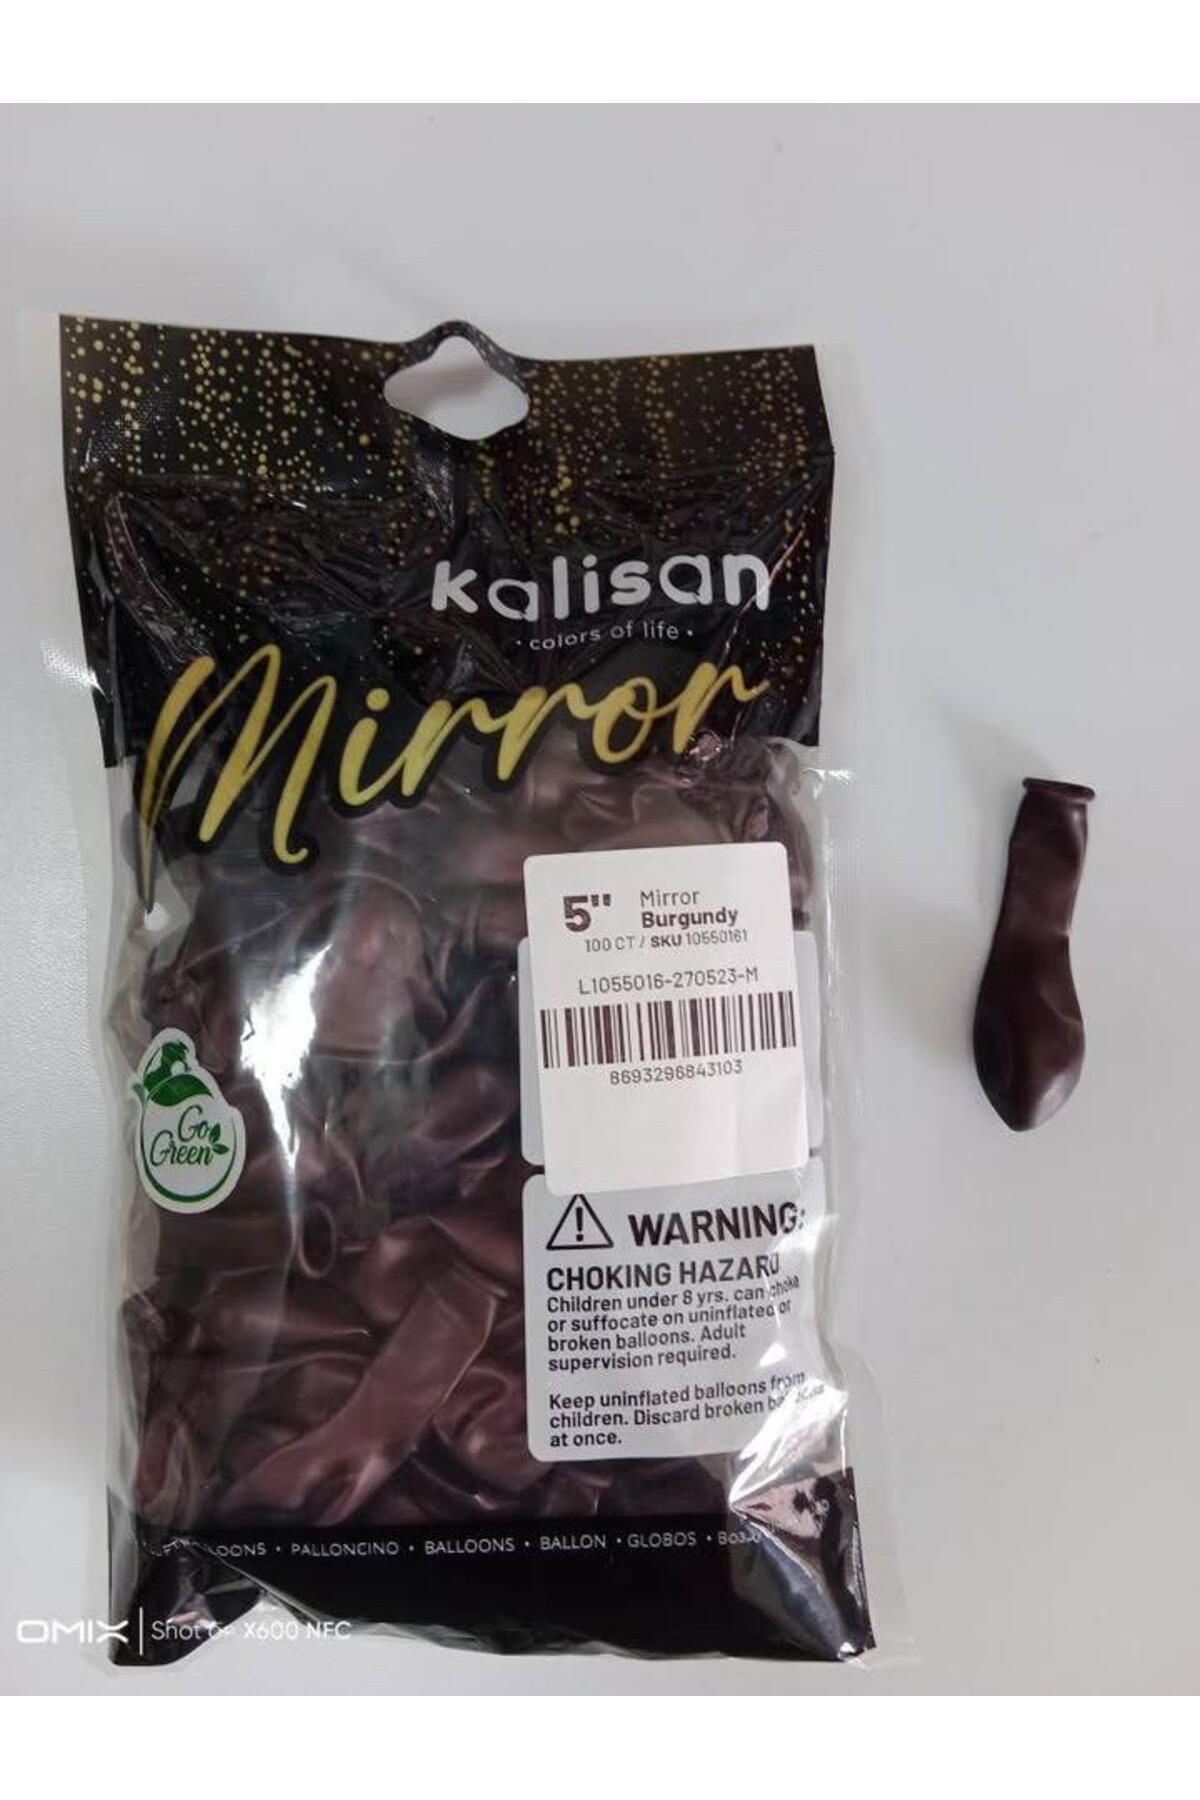 kalisan
• colors of life •
Mirror
5" Mirror
Burgundy
100 CT / SKU 10550161
L1055016-270523-M
8693296843103
Go
Green
WARNING:
CHOKING HAZARD
Children under 8 yrs. can choke
or suffocate on uninflated or
broken balloons. Adult
supervision required.
Keep uninflated balloons from
children. Discard broken
at once.
• PALLONCINO • BALLOONS • BALLON • GLOBOS •
OMIX | Shot on X600 NFC